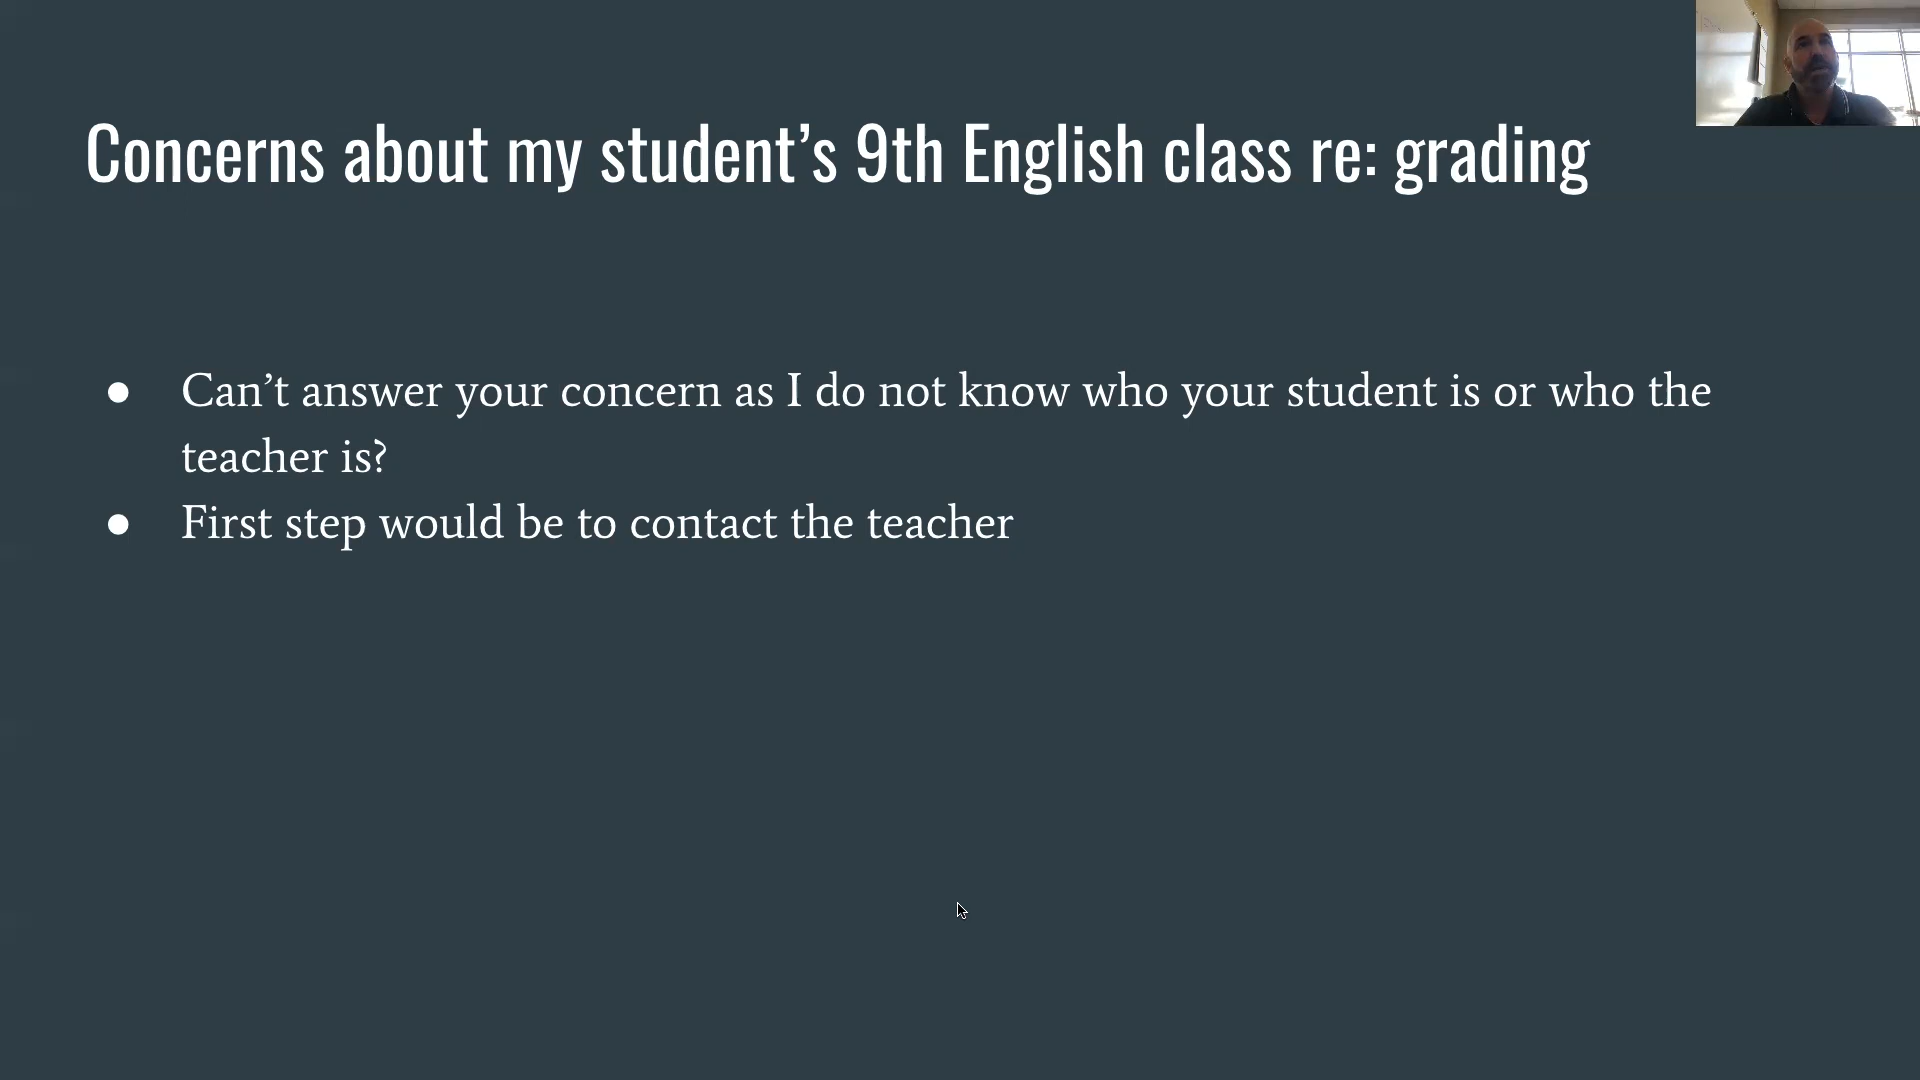 Concerns about my student’s 9th English class re: grading
● Can’t answer your concern as I do not know who your student is or who the
teacher is?
● First step would be to contact the teacher